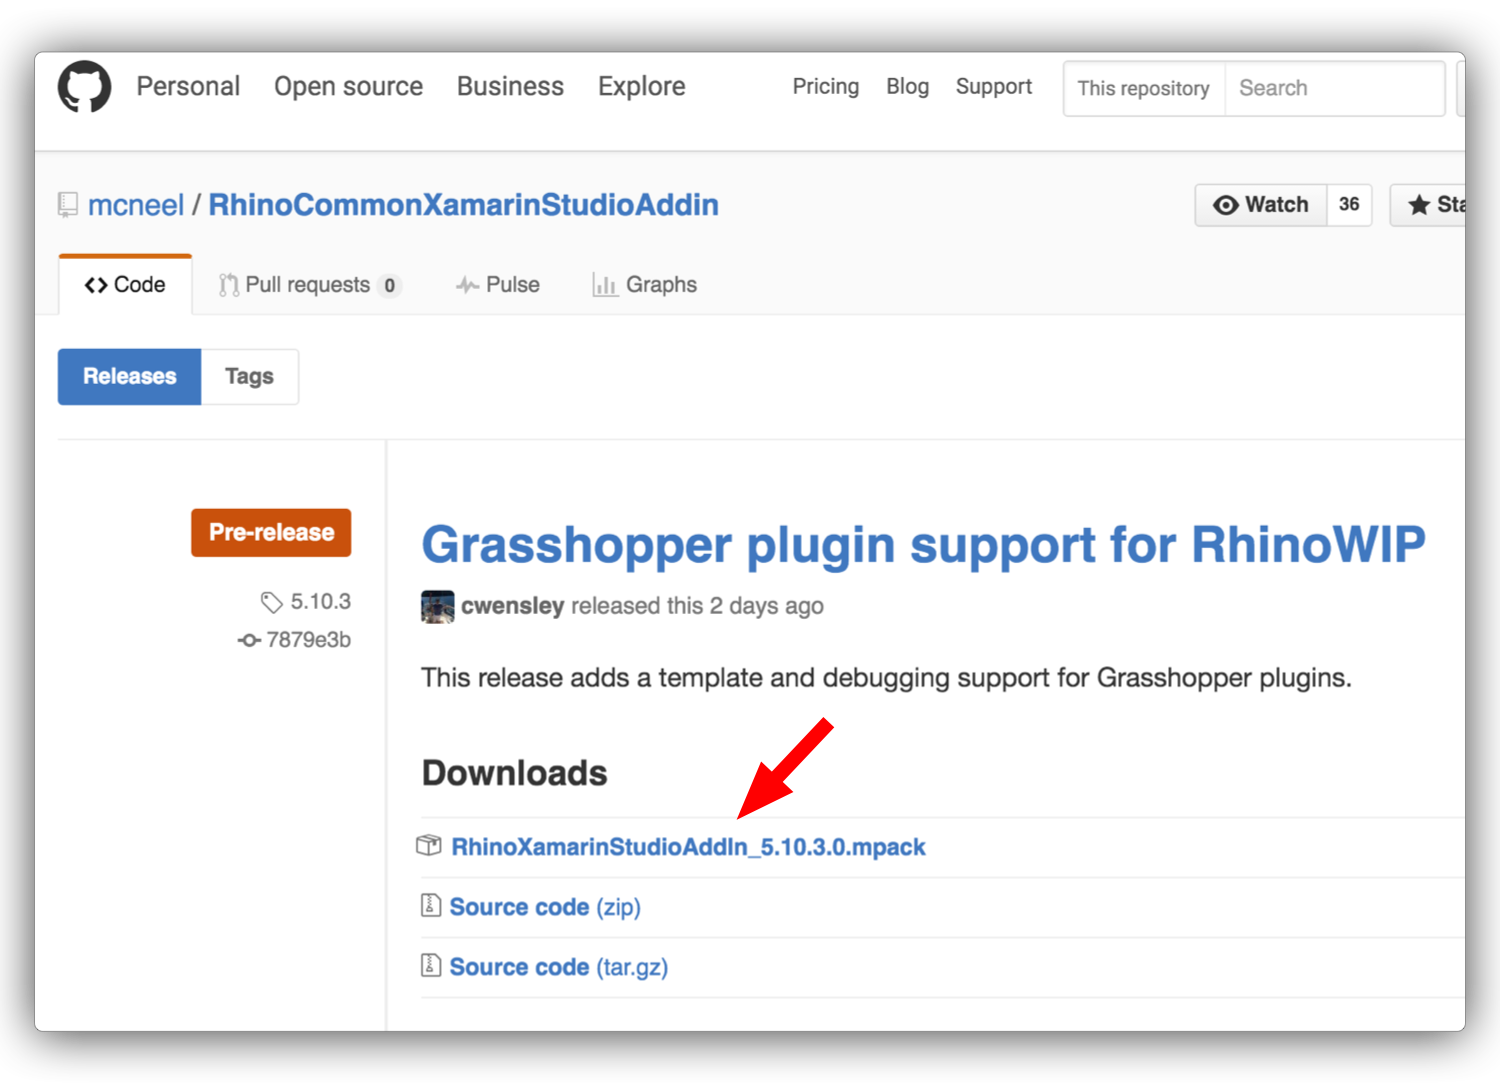 Personal Open source Business Explore Pricing Blog Support This repository Search
mcneel / RhinoCommonXamarinStudioAddin Watch 36
Code Pull requests 0 Pulse Graphs
Releases Tags
Pre-release
5.10.3
7879e3b
Grasshopper plugin support for RhinoWIP
cwensley released this 2 days ago
This release adds a template and debugging support for Grasshopper plugins.
Downloads
RhinoXamarinStudioAddIn_5.10.3.0.mpack
Source code (zip)
Source code (tar.gz)